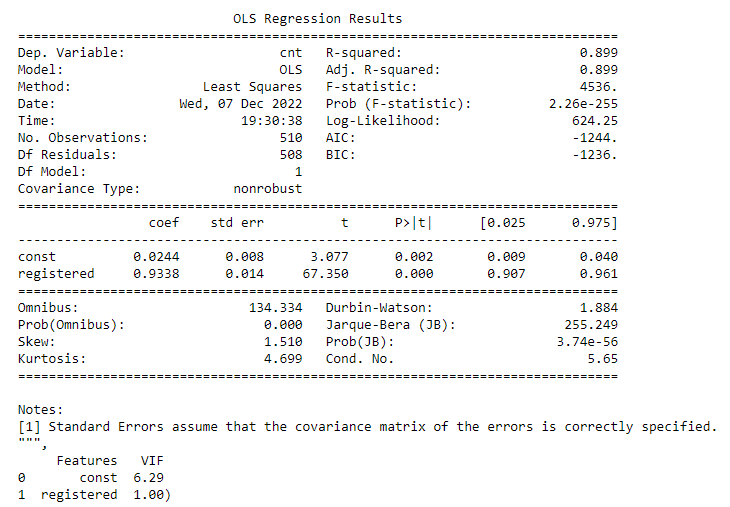 OLS Regression Results
==============================================================================
Dep. Variable:                    cnt   R-squared:                       0.899
Model:                            OLS   Adj. R-squared:                  0.899
Method:                 Least Squares   F-statistic:                     4536.
Date:                Wed, 07 Dec 2022   Prob (F-statistic):          2.26e-255
Time:                        19:30:38   Log-Likelihood:                 624.25
No. Observations:                 510   AIC:                            -1244.
Df Residuals:                     508   BIC:                            -1236.
Df Model:                           1
Covariance Type:            nonrobust
==============================================================================
                 coef    std err          t      P>|t|      [0.025      0.975]
------------------------------------------------------------------------------
const          0.0244      0.008      3.077      0.002       0.009       0.040
registered     0.9338      0.014     67.350      0.000       0.907       0.961
==============================================================================
Omnibus:                      134.334   Durbin-Watson:                   1.884
Prob(Omnibus):                  0.000   Jarque-Bera (JB):              255.249
Skew:                           1.510   Prob(JB):                     3.74e-56
Kurtosis:                       4.699   Cond. No.                         5.65
==============================================================================
Notes:
[1] Standard Errors assume that the covariance matrix of the errors is correctly specified.
""",
     Features   VIF
0       const  6.29
1  registered  1.00)